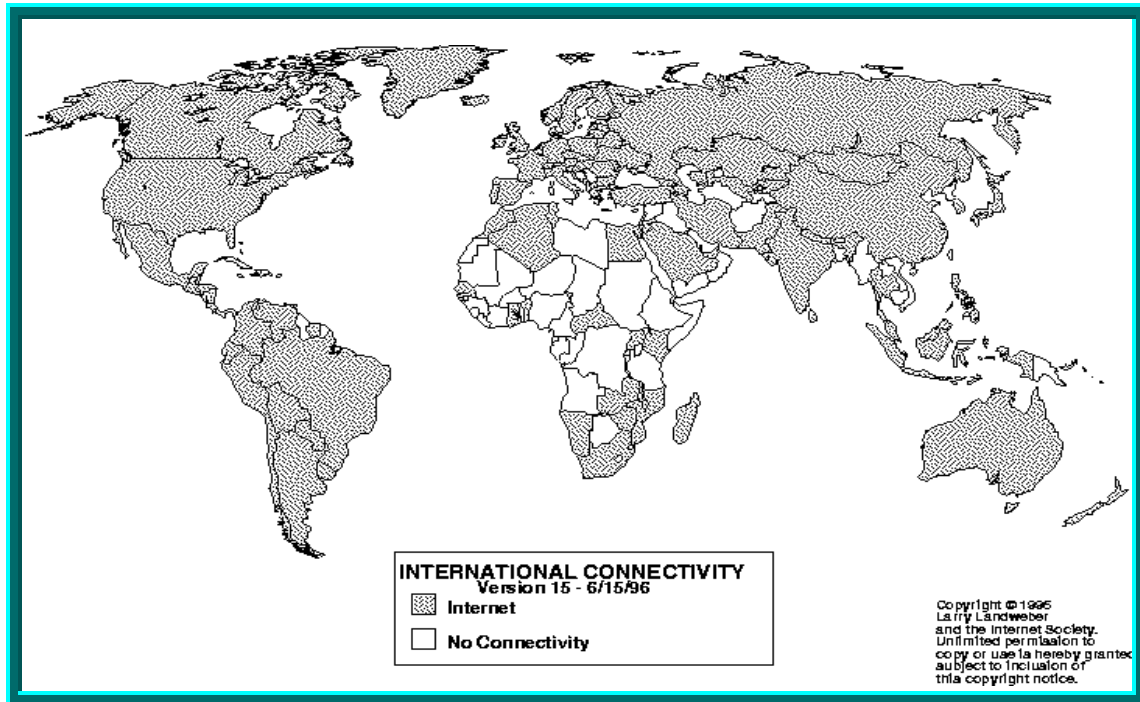 INTERNATIONAL CONNECTIVITY
Version 15 - 6/15/96
Internet
No Connectivity
Copyright © 1995
Larry Landweber
and the Internet Society.
Unlimited permission to
copy or use is hereby granted
subject to inclusion of
this copyright notice.